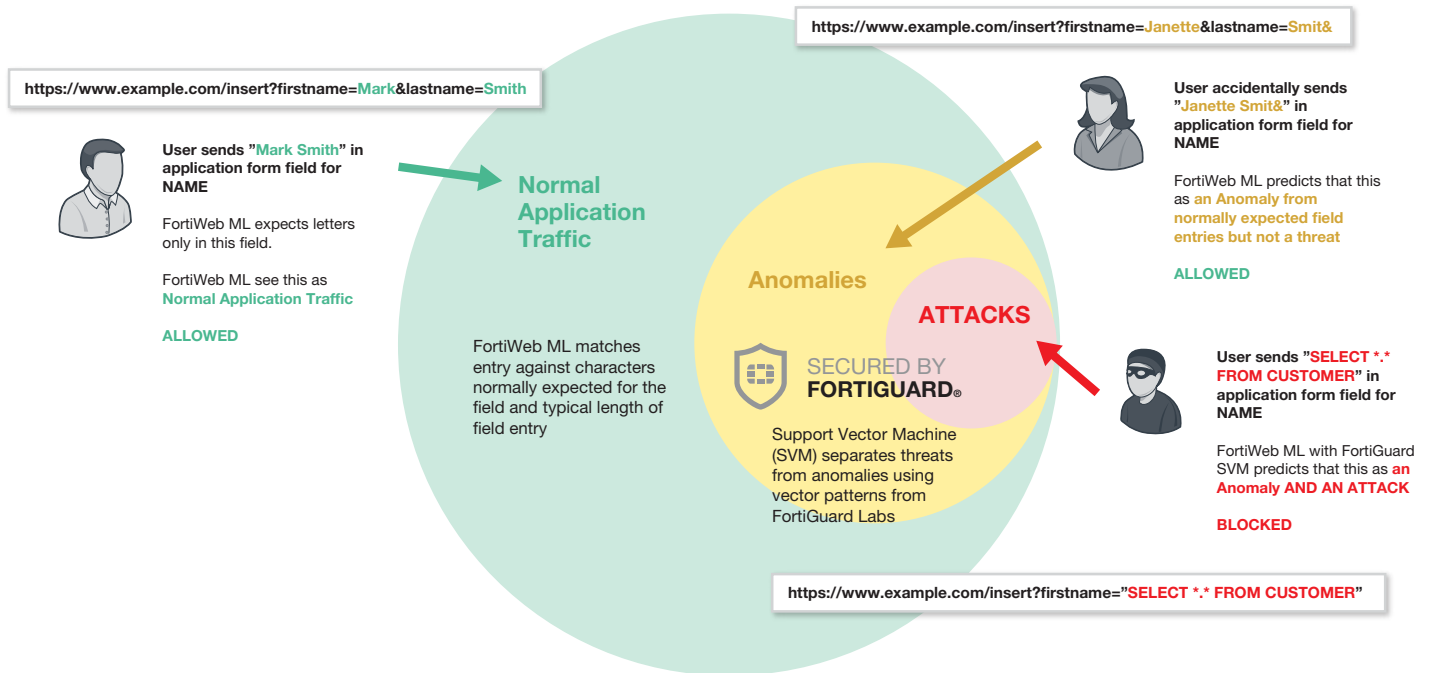 https://www.example.com/insert?firstname=Janette&lastname=Smit&
https://www.example.com/insert?firstname=Mark&lastname=Smith
User sends ”Mark Smith” in
application form field for
NAME
FortiWeb ML expects letters
only in this field.
FortiWeb ML see this as
Normal Application Traffic
ALLOWED
Normal
Application
Traffic
FortiWeb ML matches
entry against characters
normally expected for the
field and typical length of
field entry
Anomalies
ATTACKS
SECURED BY
FORTIGUARD®
Support Vector Machine
(SVM) separates threats
from anomalies using
vector patterns from
FortiGuard Labs
User accidentally sends
”Janette Smit&” in
application form field for
NAME
FortiWeb ML predicts that this
as an Anomaly from
normally expected field
entries but not a threat
ALLOWED
User sends ”SELECT *.*
FROM CUSTOMER” in
application form field for
NAME
FortiWeb ML with FortiGuard
SVM predicts that this as an
Anomaly AND AN ATTACK
BLOCKED
https://www.example.com/insert?firstname=”SELECT *.* FROM CUSTOMER”